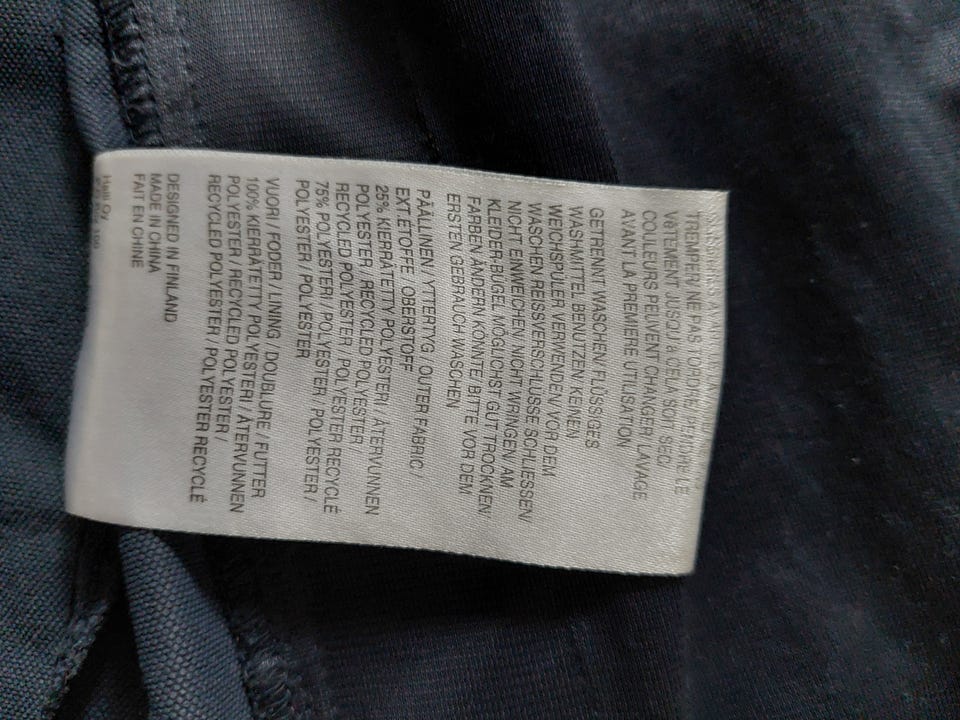 TREMPER/ NE PAS TORDRE/ PENDRE LE
VÊTEMENT JUSQU'À CELA SOIT SEC/
COULEURS PEUVENT CHANGER LAVAGE
AVANT LA PREMIERE UTILISATION
GETRENNT WASCHEN/ FLÜSSIGES
WASHMITTEL BENUTZEN/ KEINEN
WEICHSPÜLER VERWENDEN/ VOR DEM
WASCHEN REISSVERSCHLÜSSE SCHLIESSEN/
NICHT EINWEICHEN/ NICHT WRINGEN/ AM
KLEIDER-BÜGEL MÖGLICHST GUT TROCKNEN/
FARBEN ÄNDERN KÖNNTE/ BITTE VOR DEM
ERSTEN GEBRAUCH WASCHEN
PÄÄLLINEN / YTTERTYG / OUTER FABRIC /
EXT.ÉTOFFE / OBERSTOFF
25% KIERRÄTETTY POLYESTERI / ÅTERVUNNEN
POLYESTER / RECYCLED POLYESTER /
RECYCLED POLYESTER / POLYESTER RECYCLÉ
75% POLYESTERI / POLYESTER / POLYESTER /
POLYESTER / POLYESTER
VUORI / FODER / LINING / DOUBLURE / FUTTER
100% KIERRÄTETTY POLYESTERI / ÅTERVUNNEN
POLYESTER / RECYCLED POLYESTER /
RECYCLED POLYESTER / POLYESTER RECYCLÉ
DESIGNED IN FINLAND
MADE IN CHINA
FAIT EN CHINE
Halti Oy